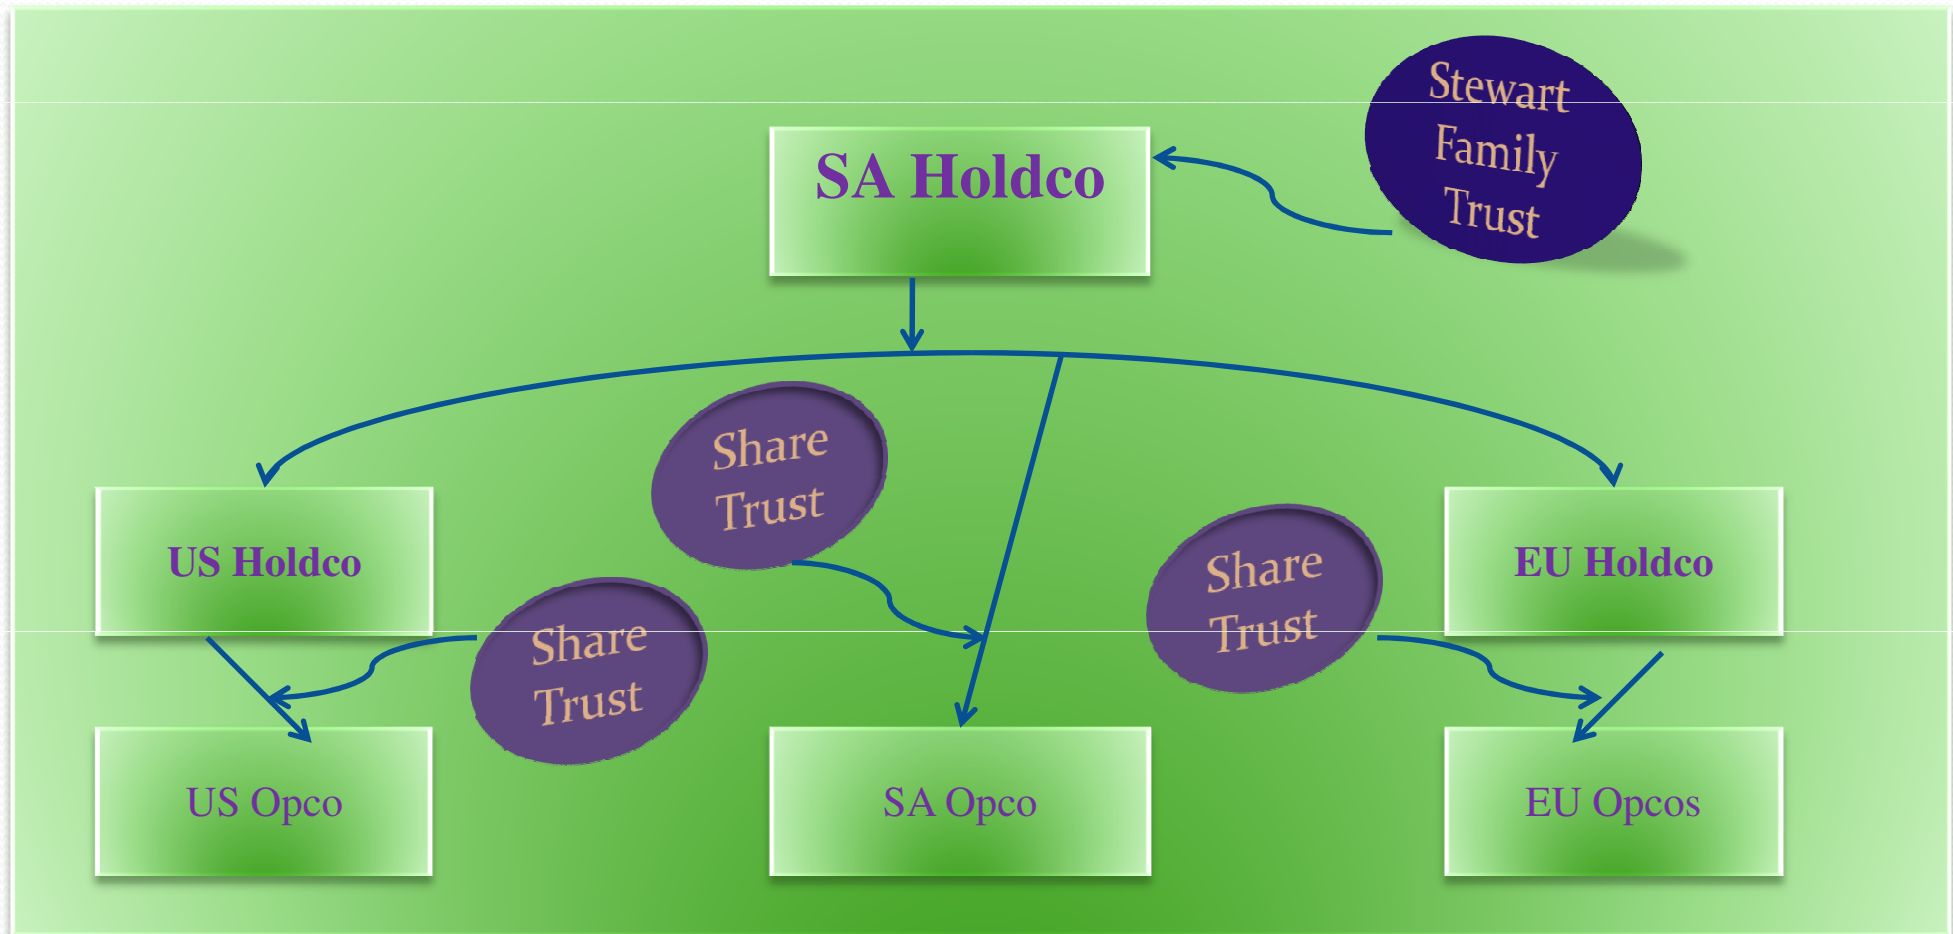 Stewart
Family
Trust
SA Holdco
Share
Trust
Share
Trust
US Holdco
EU Holdco
Share
Trust
US Opco
SA Opco
EU Opcos